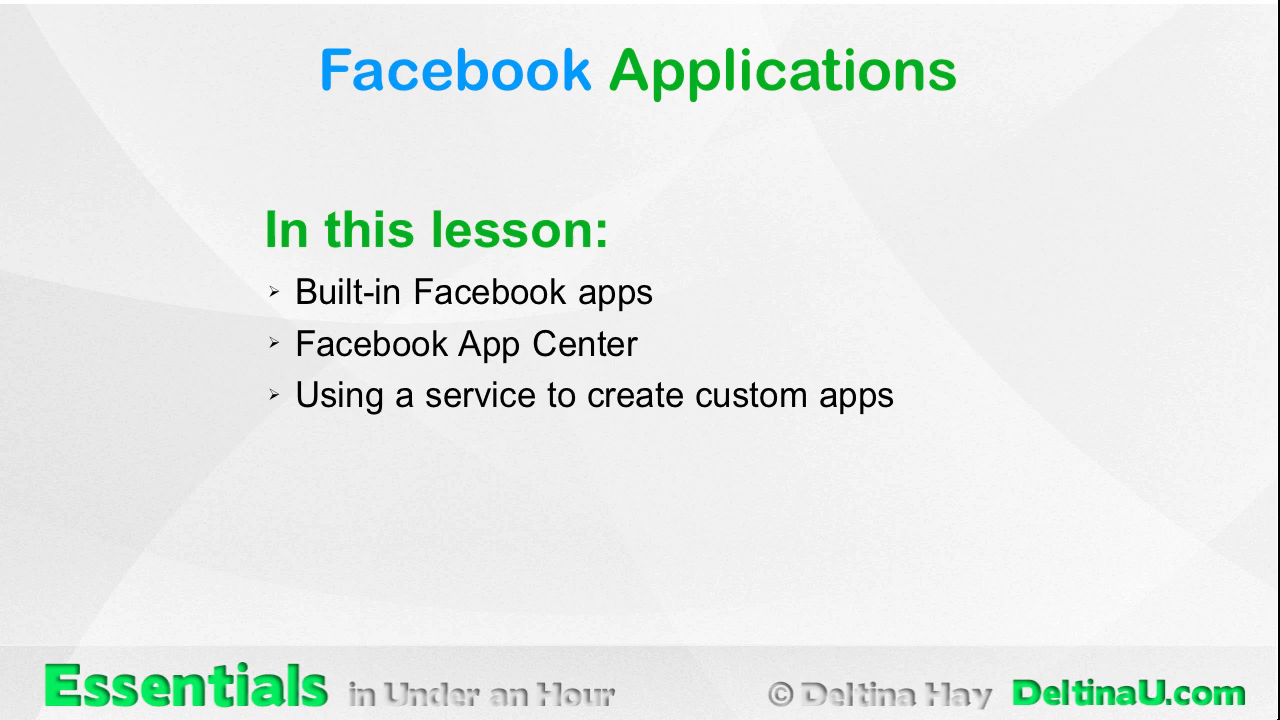 Facebook Applications
In this lesson:
➢ Built-in Facebook apps
➢ Facebook App Center
➢ Using a service to create custom apps
Essentials in Under an Hour © Deltina Hay DeltinaU.com